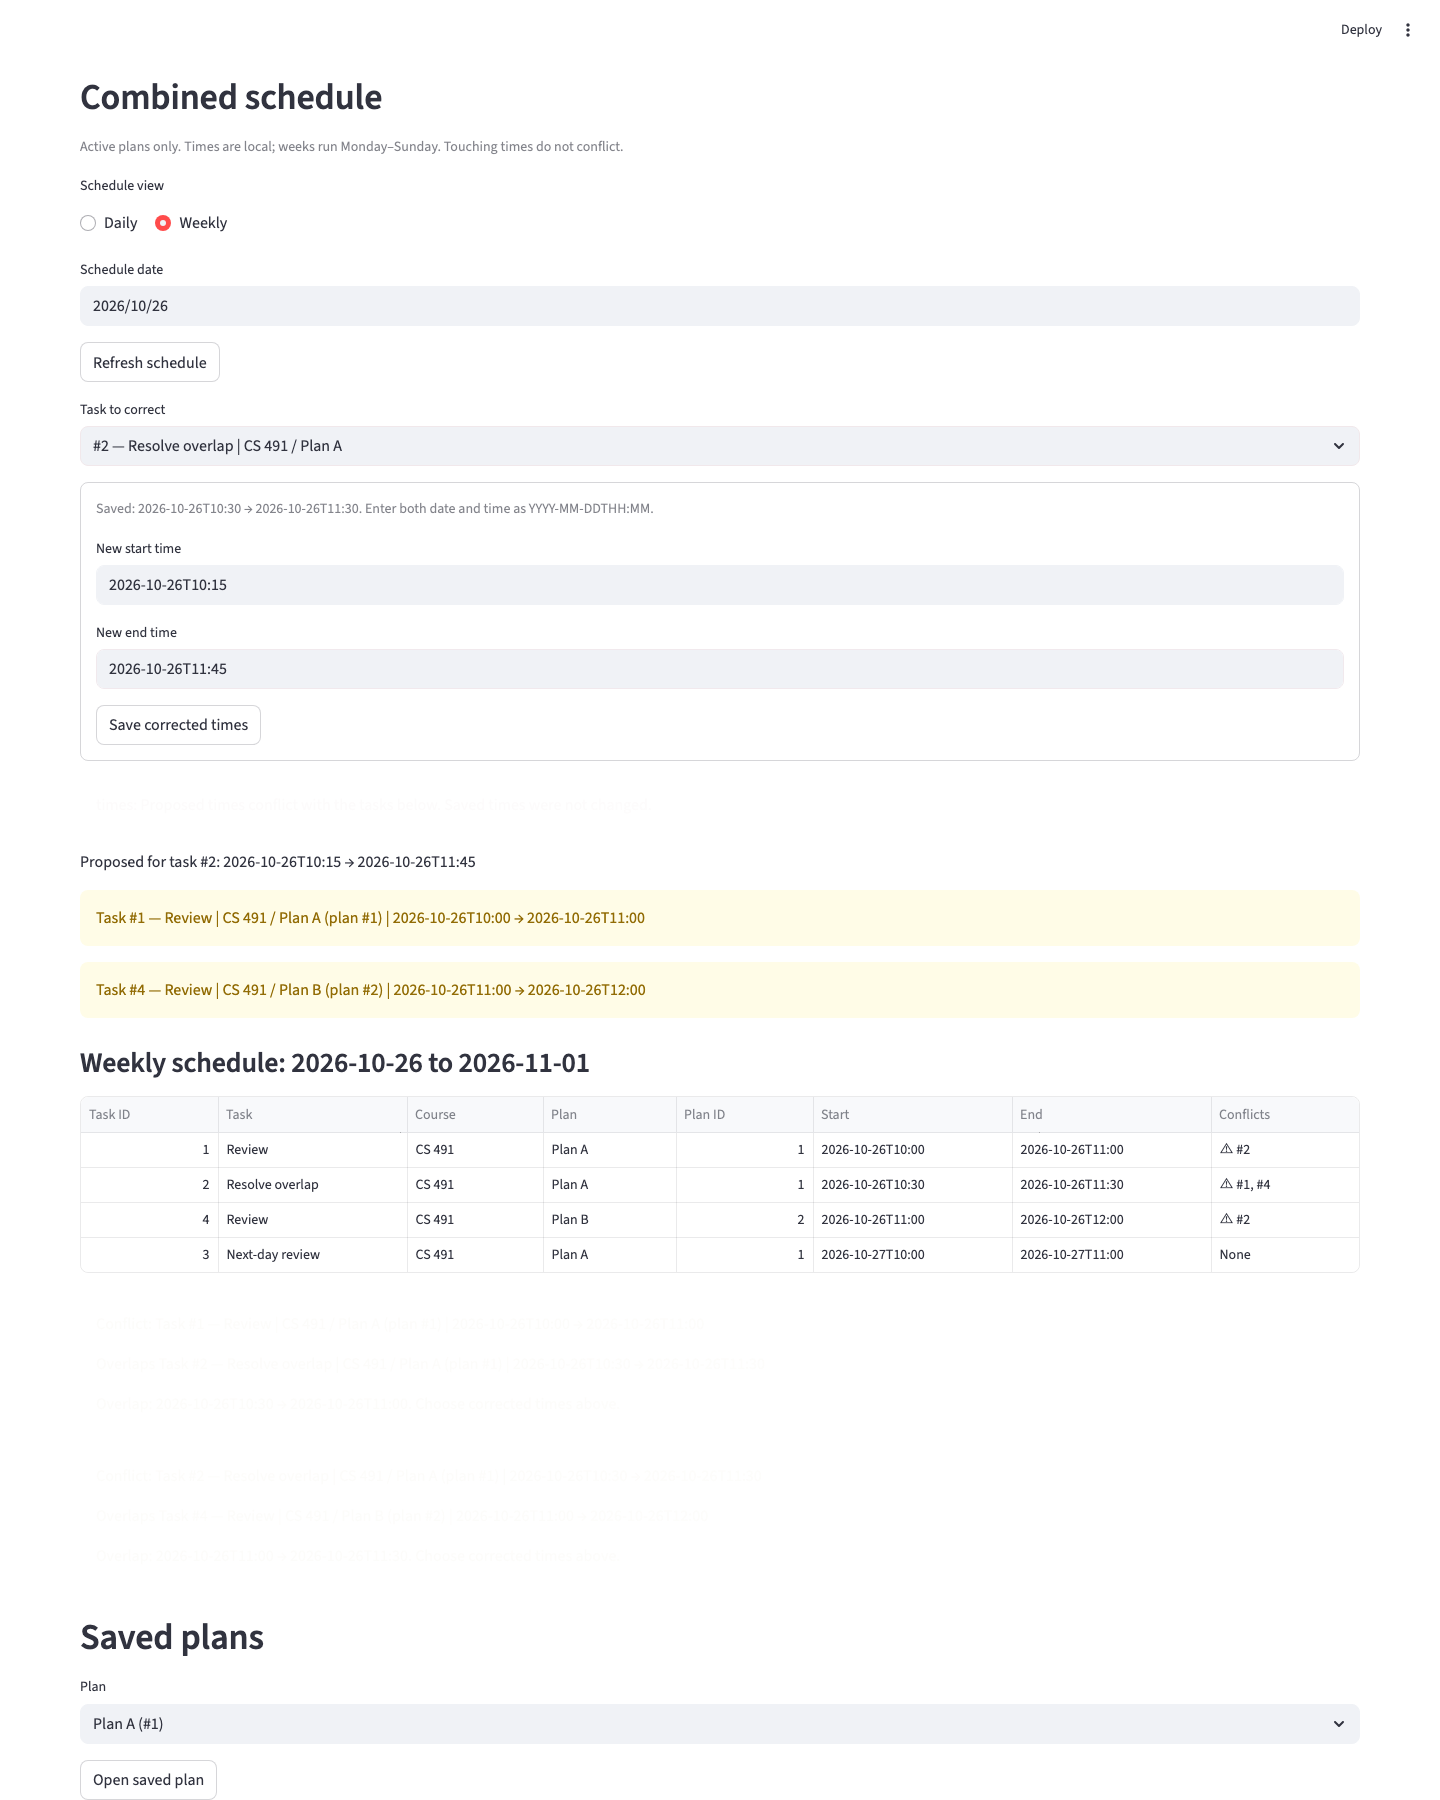 Deploy
Combined schedule
Active plans only. Times are local; weeks run Monday–Sunday. Touching times do not conflict.
Schedule view
Daily Weekly
Schedule date
2026/10/26
Refresh schedule
Task to correct
#2 — Resolve overlap | CS 491 / Plan A
Saved: 2026-10-26T10:30 → 2026-10-26T11:30. Enter both date and time as YYYY-MM-DDTHH:MM.
New start time
2026-10-26T10:15
New end time
2026-10-26T11:45
Save corrected times
Proposed for task #2: 2026-10-26T10:15 → 2026-10-26T11:45
Task #1 — Review | CS 491 / Plan A (plan #1) | 2026-10-26T10:00 → 2026-10-26T11:00
Task #4 — Review | CS 491 / Plan B (plan #2) | 2026-10-26T11:00 → 2026-10-26T12:00
Weekly schedule: 2026-10-26 to 2026-11-01
Task ID Task Course Plan Plan ID Start End Conflicts
1 Review CS 491 Plan A 1 2026-10-26T10:00 2026-10-26T11:00 ⚠ #2
2 Resolve overlap CS 491 Plan A 1 2026-10-26T10:30 2026-10-26T11:30 ⚠ #1, #4
4 Review CS 491 Plan B 2 2026-10-26T11:00 2026-10-26T12:00 ⚠ #2
3 Next-day review CS 491 Plan A 1 2026-10-27T10:00 2026-10-27T11:00 None
Saved plans
Plan
Plan A (#1)
Open saved plan